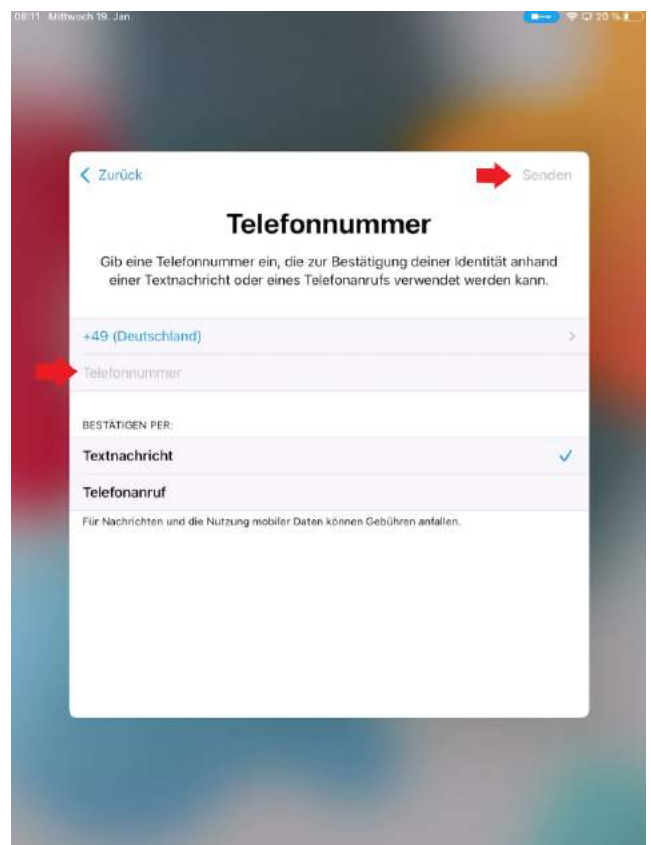 08:11 Mittwoch 19. Jan.
20 %
Zurück
Senden
Telefonnummer
Gib eine Telefonnummer ein, die zur Bestätigung deiner Identität anhand
einer Textnachricht oder eines Telefonanrufs verwendet werden kann.
+49 (Deutschland)
Telefonnummer
BESTÄTIGEN PER:
Textnachricht
Telefonanruf
Für Nachrichten und die Nutzung mobiler Daten können Gebühren anfallen.